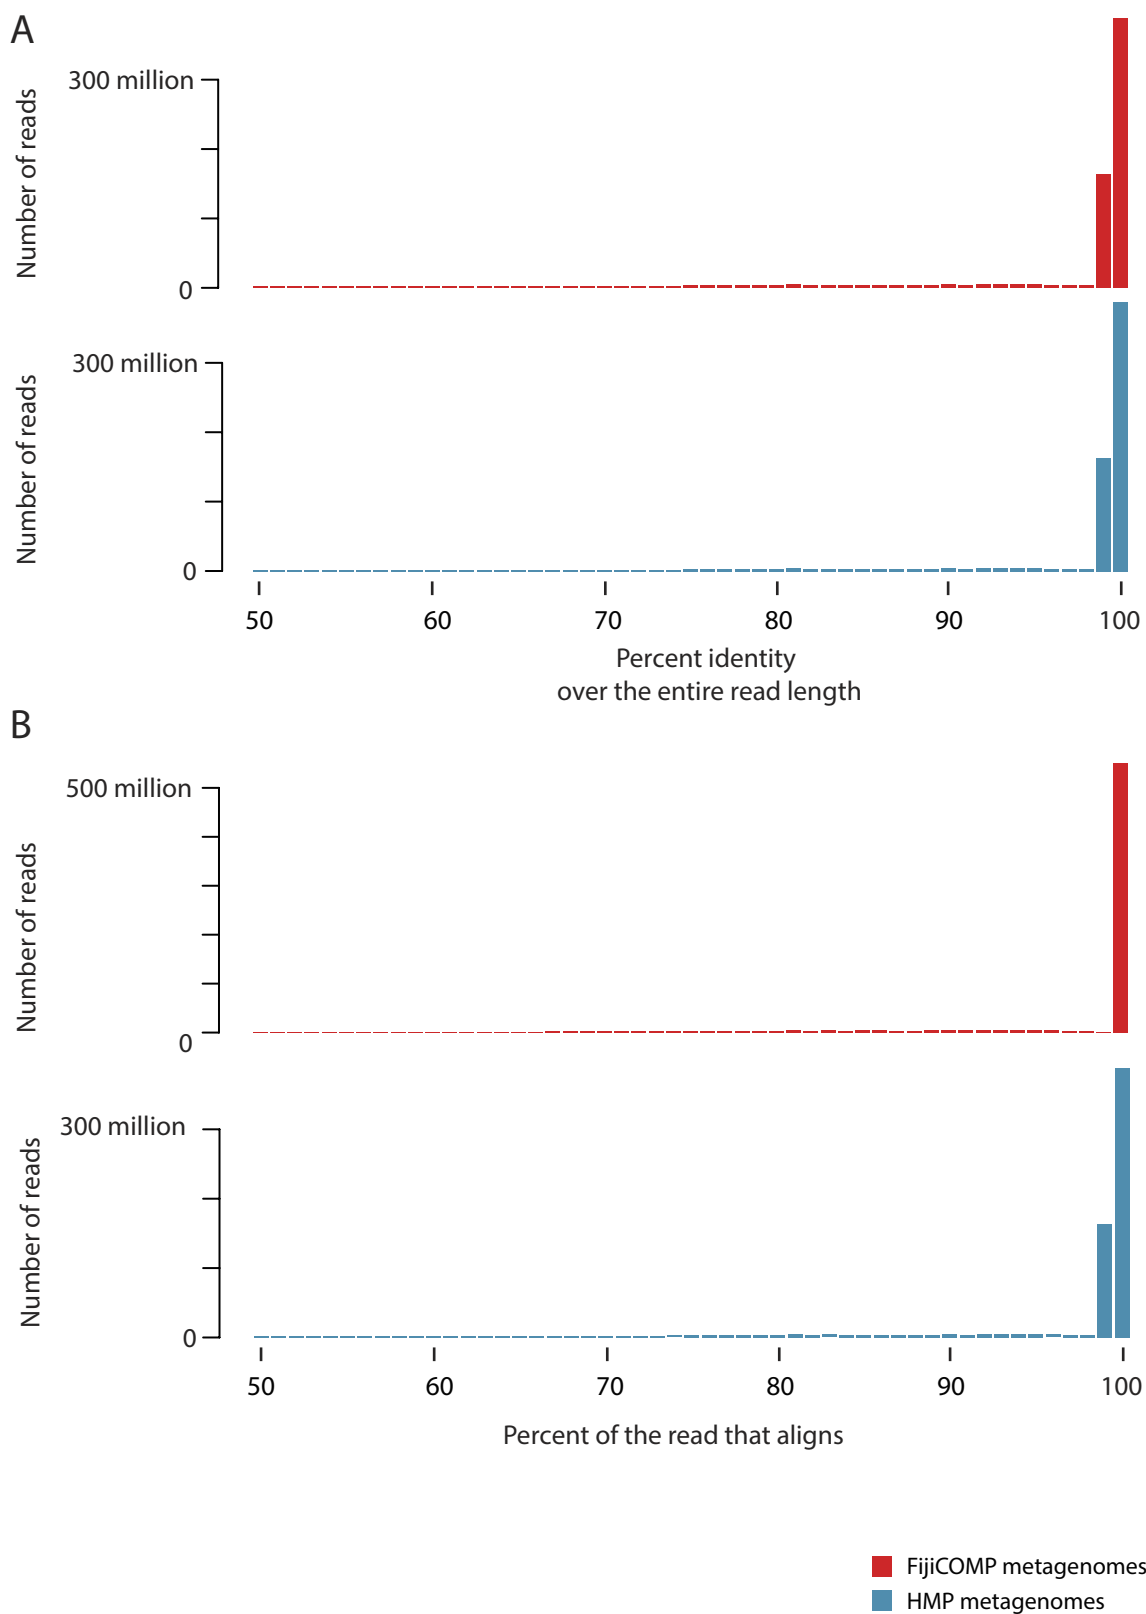 A
300 million
Number of reads
0
300 million
Number of reads
0
50 60 70 80 90 100
Percent identity
over the entire read length
B
500 million
Number of reads
0
300 million
Number of reads
0
50 60 70 80 90 100
Percent of the read that aligns
FijiCOMP metagenomes
HMP metagenomes